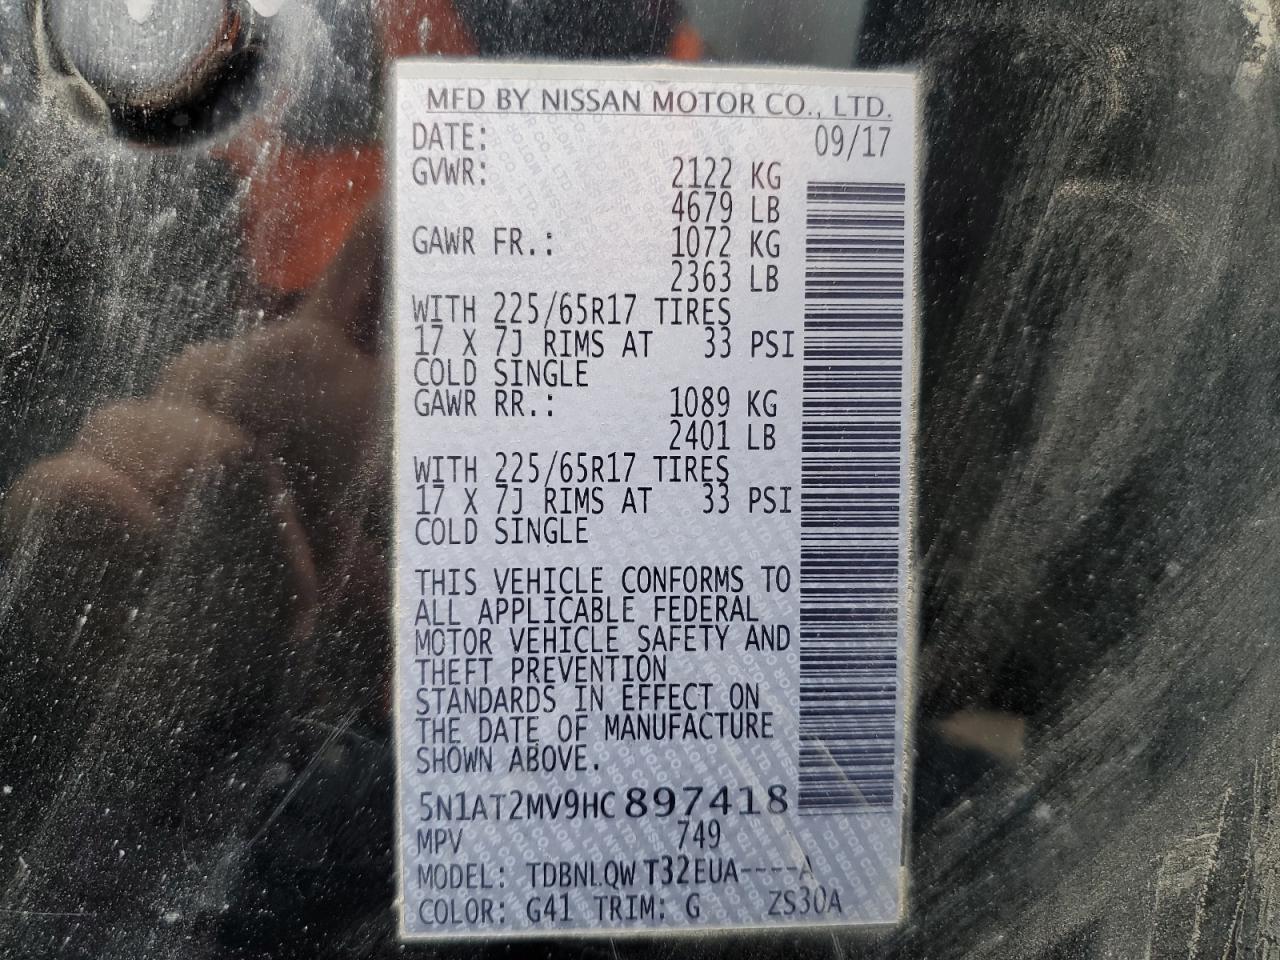 MFD BY NISSAN MOTOR CO., LTD.
DATE: 09/17
GVWR: 2122 KG
4679 LB
GAWR FR.: 1072 KG
2363 LB
WITH 225/65R17 TIRES
17 X 7J RIMS AT 33 PSI
COLD SINGLE
GAWR RR.: 1089 KG
2401 LB
WITH 225/65R17 TIRES
17 X 7J RIMS AT 33 PSI
COLD SINGLE
THIS VEHICLE CONFORMS TO
ALL APPLICABLE FEDERAL
MOTOR VEHICLE SAFETY AND
THEFT PREVENTION
STANDARDS IN EFFECT ON
THE DATE OF MANUFACTURE
SHOWN ABOVE.
5N1AT2MV9HC897418
MPV 749
MODEL: TDBNLQW T32EUA----A
COLOR: G41 TRIM: G ZS30A